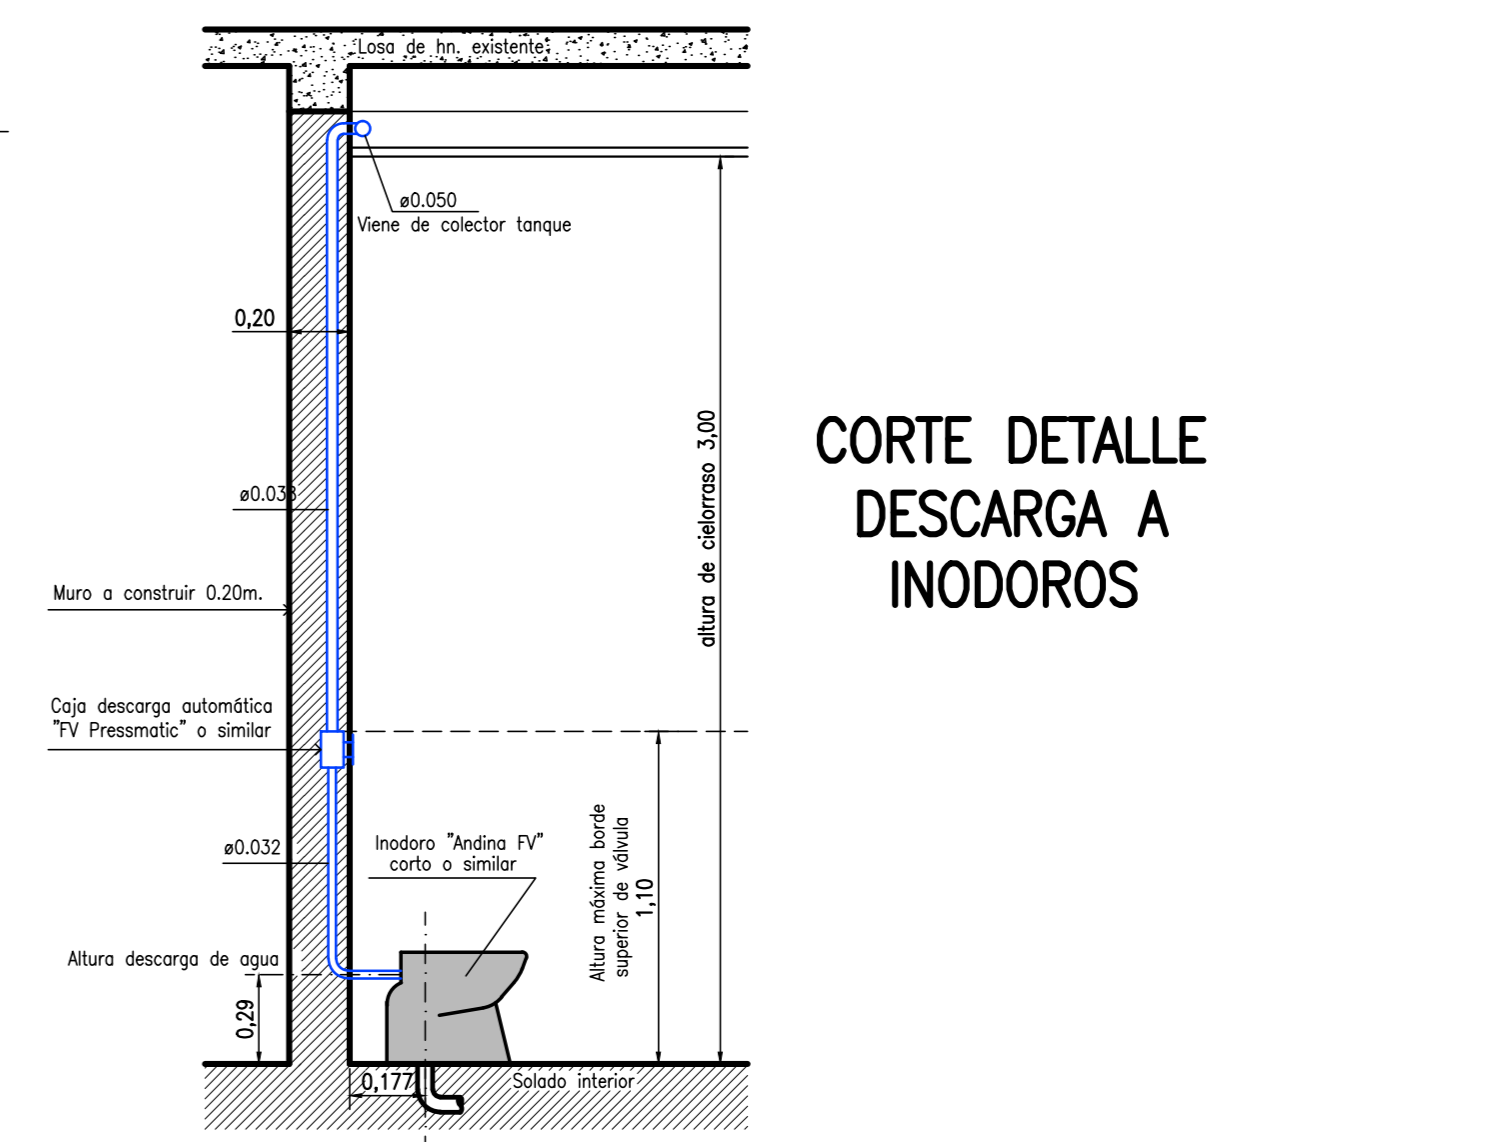 Losa de hn. existente
ø0.050
Viene de colector tanque
0,20
altura de cielorraso 3,00
CORTE DETALLE
DESCARGA A
INODOROS
ø0.038
Muro a construir 0.20m.
Caja descarga automática
"FV Pressmatic" o similar
ø0.032
Inodoro "Andina FV"
corto o similar
Altura máxima borde
superior de válvula
1,10
Altura descarga de agua
0,29
0,177
Solado interior